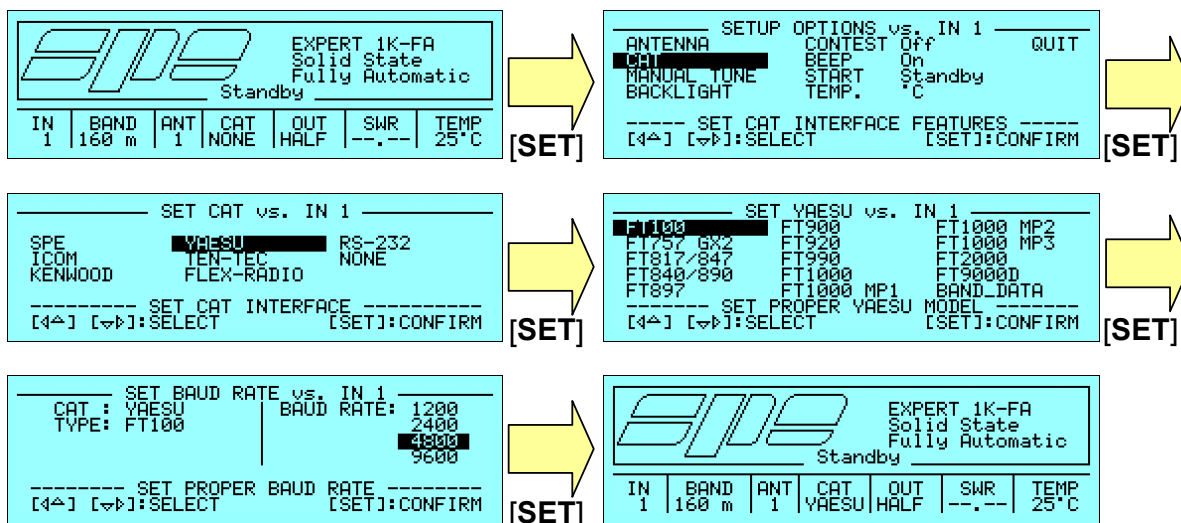 spe
EXPERT 1K-FA
Solid State
Fully Automatic
Standby
IN BAND ANT CAT OUT SWR TEMP
1 160 m 1 NONE HALF --.-- 25°C
[SET]
SETUP OPTIONS vs. IN 1
ANTENNA CONTEST Off QUIT
CAT BEEP On
MANUAL TUNE START Standby
BACKLIGHT TEMP. °C
----- SET CAT INTERFACE FEATURES -----
[◁△] [▽▷]:SELECT [SET]:CONFIRM
[SET]
SET CAT vs. IN 1
SPE YAESU RS-232
ICOM TEN-TEC NONE
KENWOOD FLEX-RADIO
--------- SET CAT INTERFACE ----------
[◁△] [▽▷]:SELECT [SET]:CONFIRM
[SET]
SET YAESU vs. IN 1
FT100 FT900 FT1000 MP2
FT757 GX2 FT920 FT1000 MP3
FT817/847 FT990 FT2000
FT840/890 FT1000 FT9000D
FT897 FT1000 MP1 BAND_DATA
------ SET PROPER YAESU MODEL -------
[◁△] [▽▷]:SELECT [SET]:CONFIRM
[SET]
SET BAUD RATE vs. IN 1
CAT : YAESU BAUD RATE: 1200
TYPE: FT100 2400
4800
9600
------- SET PROPER BAUD RATE --------
[◁△] [▽▷]:SELECT [SET]:CONFIRM
[SET]
spe
EXPERT 1K-FA
Solid State
Fully Automatic
Standby
IN BAND ANT CAT OUT SWR TEMP
1 160 m 1 YAESU HALF --.-- 25°C